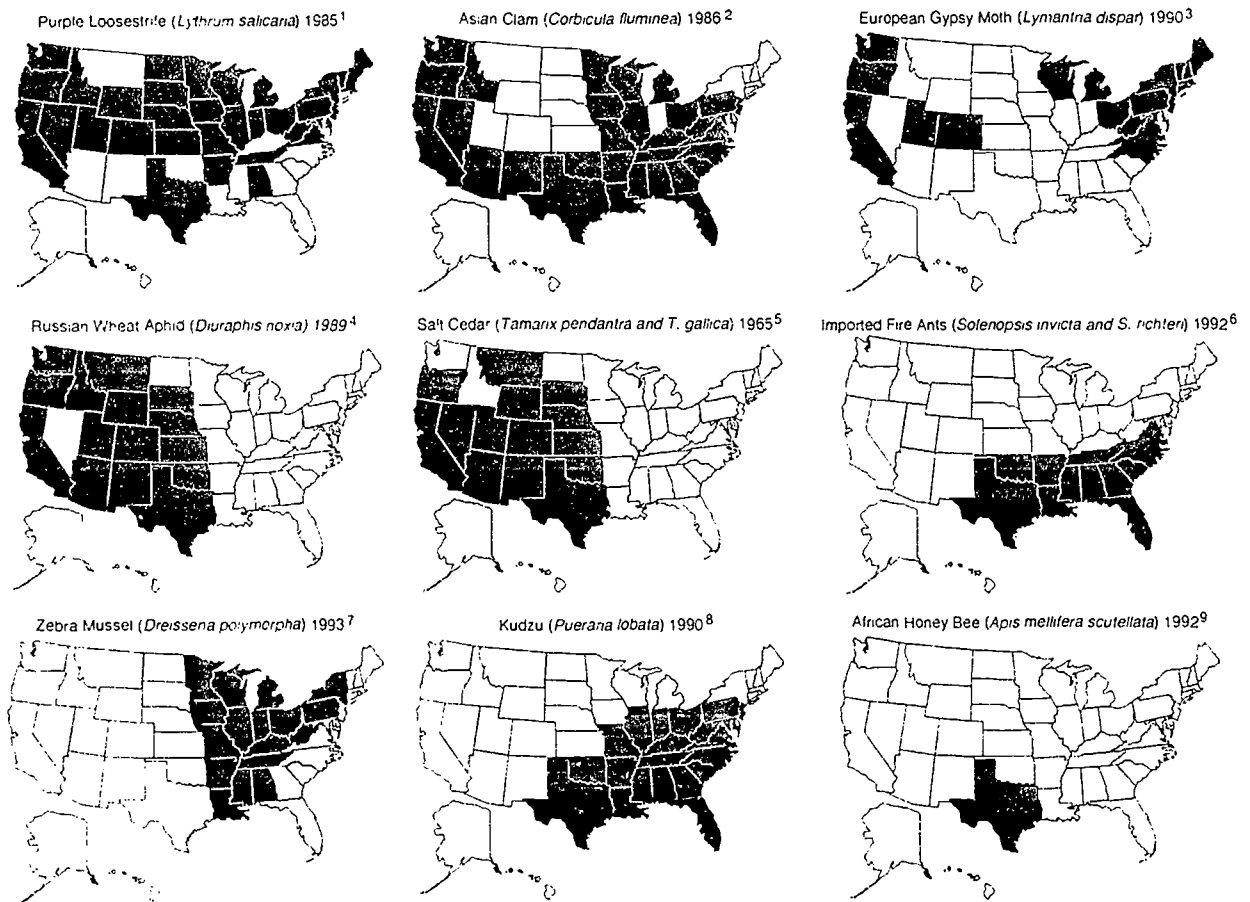 Purple Loosestrife (Lythrum salicaria) 1985¹
Asian Clam (Corbicula fluminea) 1986²
European Gypsy Moth (Lymantria dispar) 1990³
Russian Wheat Aphid (Diuraphis noxia) 1989⁴
Salt Cedar (Tamarix pendantra and T. gallica) 1965⁵
Imported Fire Ants (Solenopsis invicta and S. richteri) 1992⁶
Zebra Mussel (Dreissena polymorpha) 1993⁷
Kudzu (Pueraria lobata) 1990⁸
African Honey Bee (Apis mellifera scutellata) 1992⁹